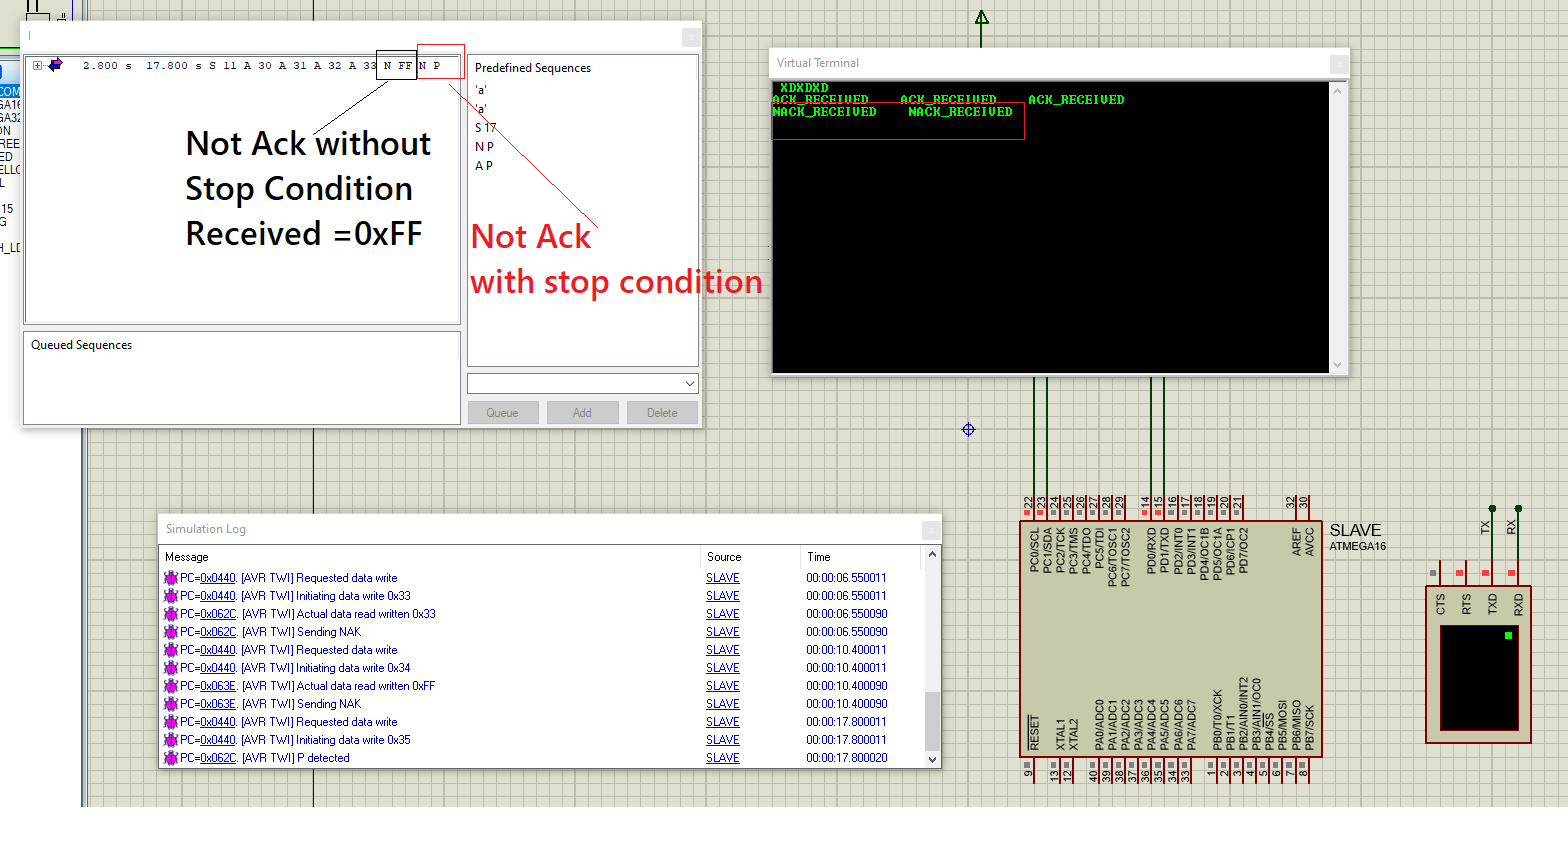 COM
GA16
GA32
ON
REE
ED
ELLO
L
15
G
H_LD
2.800 s 17.800 s S 11 A 30 A 31 A 32 A 33 N FF N P
Not Ack without
Stop Condition
Received =0xFF
Predefined Sequences
'a'
'a'
S 17
N P
A P
Not Ack
with stop condition
Queued Sequences
Queue Add Delete
Virtual Terminal
XDXDXD
ACK_RECEIVED ACK_RECEIVED ACK_RECEIVED
NACK_RECEIVED NACK_RECEIVED
Simulation Log
Message Source Time
PC=0x0440. [AVR TWI] Requested data write SLAVE 00:00:06.550011
PC=0x0440. [AVR TWI] Initiating data write 0x33 SLAVE 00:00:06.550011
PC=0x062C. [AVR TWI] Actual data read written 0x33 SLAVE 00:00:06.550090
PC=0x062C. [AVR TWI] Sending NAK SLAVE 00:00:06.550090
PC=0x0440. [AVR TWI] Requested data write SLAVE 00:00:10.400011
PC=0x0440. [AVR TWI] Initiating data write 0x34 SLAVE 00:00:10.400011
PC=0x063E. [AVR TWI] Actual data read written 0xFF SLAVE 00:00:10.400090
PC=0x063E. [AVR TWI] Sending NAK SLAVE 00:00:10.400090
PC=0x0440. [AVR TWI] Requested data write SLAVE 00:00:17.800011
PC=0x0440. [AVR TWI] Initiating data write 0x35 SLAVE 00:00:17.800011
PC=0x062C. [AVR TWI] P detected SLAVE 00:00:17.800020
22 23 24 25 26 27 28 29 14 15 16 17 18 19 20 21 32 30
PC0/SCL
PC1/SDA
PC2/TCK
PC3/TMS
PC4/TDO
PC5/TDI
PC6/TOSC1
PC7/TOSC2
PD0/RXD
PD1/TXD
PD2/INT0
PD3/INT1
PD4/OC1B
PD5/OC1A
PD6/ICP1
PD7/OC2
AREF
AVCC
SLAVE
ATMEGA16
RESET
XTAL1
XTAL2
PA0/ADC0
PA1/ADC1
PA2/ADC2
PA3/ADC3
PA4/ADC4
PA5/ADC5
PA6/ADC6
PA7/ADC7
PB0/T0/XCK
PB1/T1
PB2/AIN0/INT2
PB3/AIN1/OC0
PB4/SS
PB5/MOSI
PB6/MISO
PB7/SCK
9 13 12 40 39 38 37 36 35 34 33 1 2 3 4 5 6 7 8
TX
RX
CTS
RTS
TXD
RXD